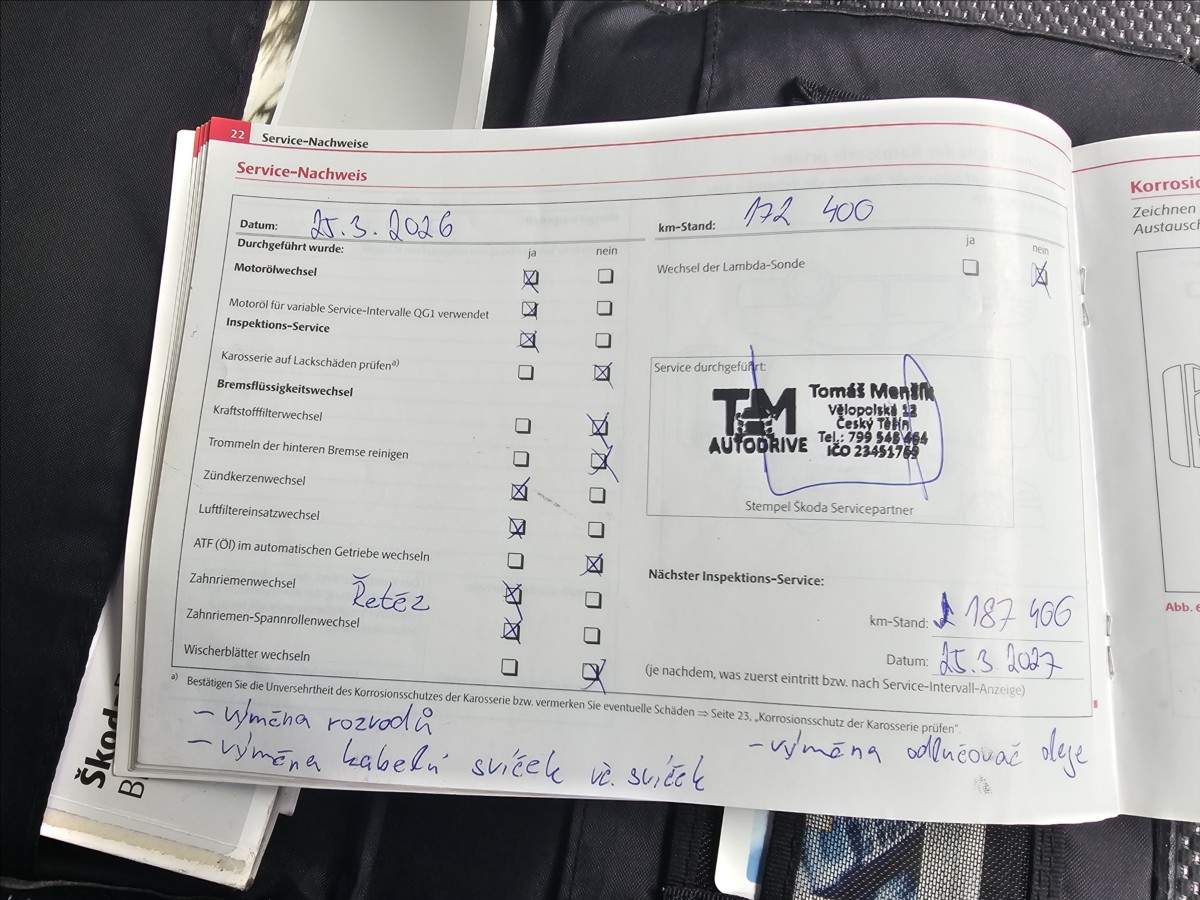 22 Service-Nachweise
Service-Nachweis
Datum: 25.3.2026
km-Stand: 172 400
Durchgeführt wurde: ja nein
ja nein
Motorölwechsel
Wechsel der Lambda-Sonde
Motoröl für variable Service-Intervalle QG1 verwendet
Inspektions-Service
Karosserie auf Lackschäden prüfen a)
Bremsflüssigkeitswechsel
Kraftstofffilterwechsel
Trommeln der hinteren Bremse reinigen
Zündkerzenwechsel
Luftfiltereinsatzwechsel
ATF (Öl) im automatischen Getriebe wechseln
Zahnriemenwechsel
Řetěz
Zahnriemen-Spannrollenwechsel
Wischerblätter wechseln
Service durchgeführt:
TM
AUTODRIVE
Tomáš Menšík
Vělopolská 12
Český Těšín
Tel.: 799 545 464
IČO 23451769
Stempel Škoda Servicepartner
Nächster Inspektions-Service:
km-Stand: 187 400
Datum: 25.3 2027
(je nachdem, was zuerst eintritt bzw. nach Service-Intervall-Anzeige)
a) Bestätigen Sie die Unversehrtheit des Korrosionsschutzes der Karosserie bzw. vermerken Sie eventuelle Schäden ⇒ Seite 23, „Korrosionsschutz der Karosserie prüfen“.
- výměna rozvodů
- výměna kabelů svíček vč. svíček
- výměna odlučovač oleje
Zeichnen
Austausch
Abb. 6
Škoda